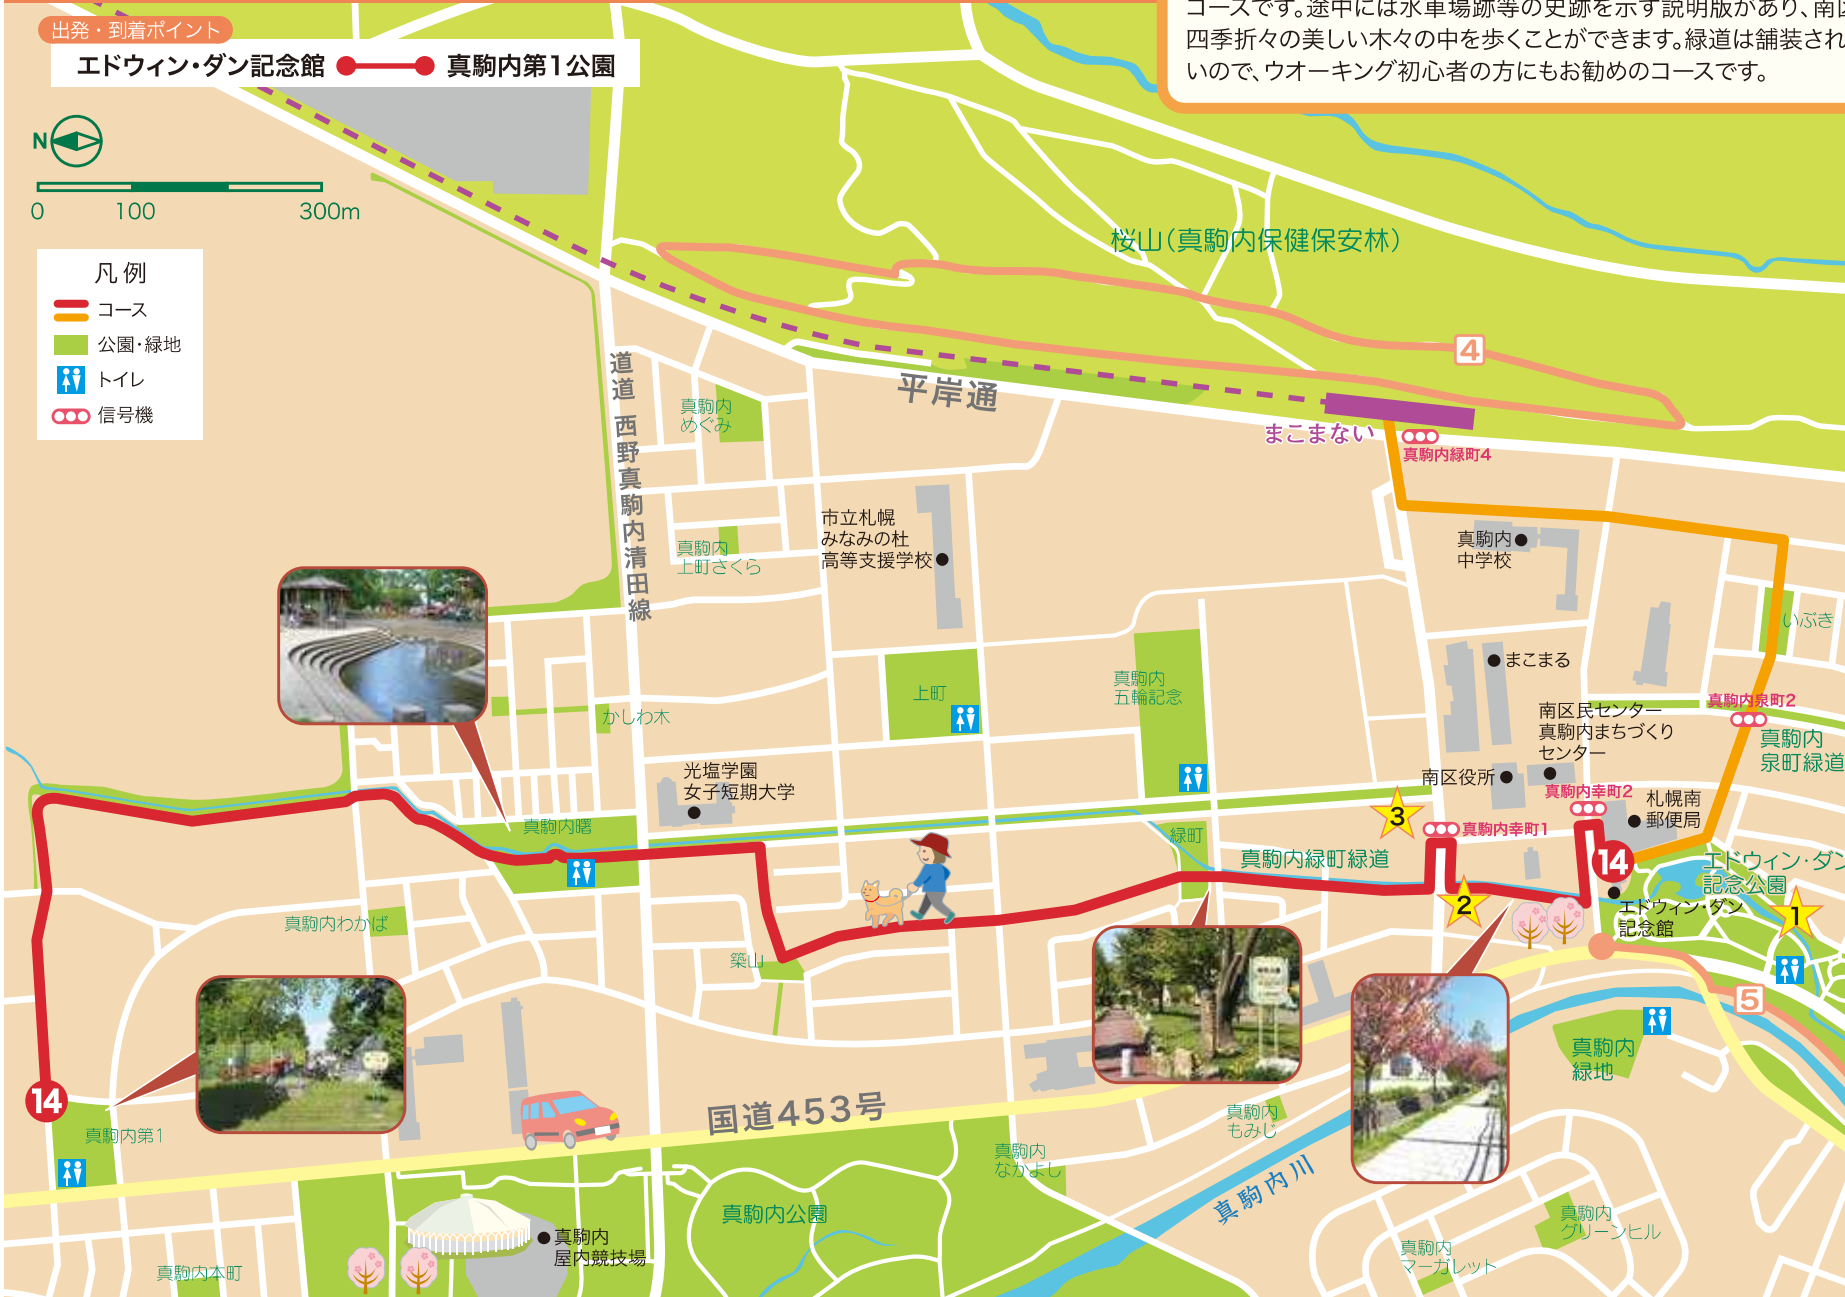 コースです。途中には水車場跡等の史跡を示す説明版があり、南区
四季折々の美しい木々の中を歩くことができます。緑道は舗装され
いので、ウオーキング初心者の方にもお勧めのコースです。
出発・到着ポイント
エドウィン・ダン記念館 真駒内第1公園
N
0 100 300m
凡例
コース
公園・緑地
トイレ
信号機
桜山(真駒内保健保安林)
4
平岸通
まこまない
真駒内緑町4
道道 西野真駒内清田線
真駒内
めぐみ
市立札幌
みなみの杜
高等支援学校
真駒内
上町さくら
真駒内
中学校
いぶき
まこまる
真駒内
五輪記念
上町
かしわ木
真駒内泉町2
南区民センター
真駒内まちづくり
センター
真駒内
泉町緑道
南区役所
真駒内幸町2
光塩学園
女子短期大学
札幌南
郵便局
3
真駒内幸町1
真駒内曙
緑町
真駒内緑町緑道
14
エドウィン・ダン
記念公園
2
1
エドウィン・ダン
記念館
真駒内わかば
築山
5
真駒内
緑地
14
真駒内第1
国道453号
真駒内
もみじ
真駒内
なかよし
真駒内川
真駒内公園
真駒内
屋内競技場
真駒内
グリーンヒル
真駒内
マーガレット
真駒内本町